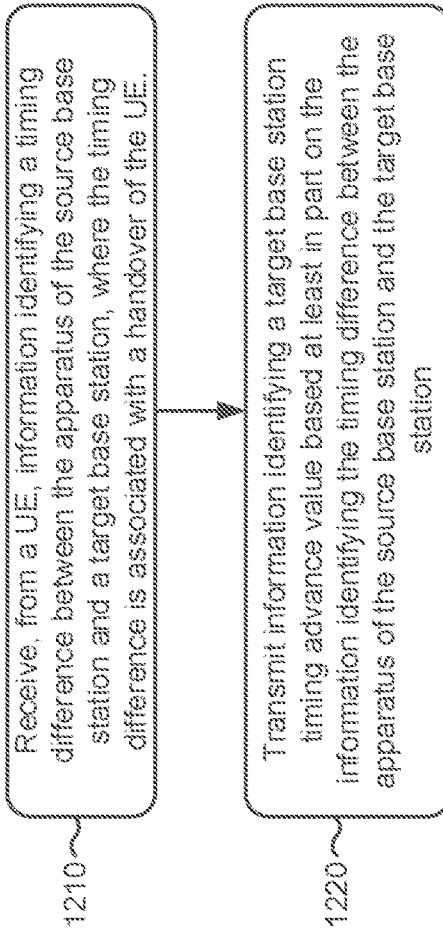 1210
Receive, from a UE, information identifying a timing
difference between the apparatus of the source base
station and a target base station, where the timing
difference is associated with a handover of the UE.
1220
Transmit information identifying a target base station
timing advance value based at least in part on the
information identifying the timing difference between the
apparatus of the source base station and the target base
station